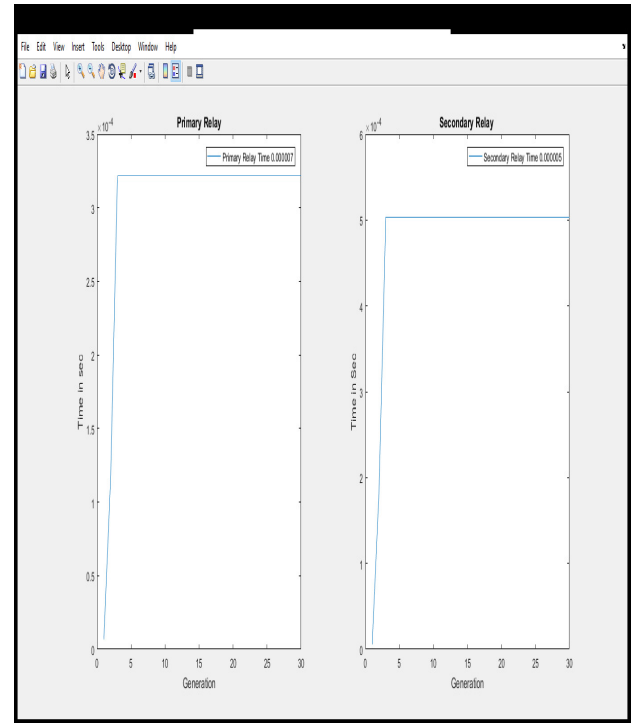 File Edit View Insert Tools Desktop Window Help
×10-4
Primary Relay
Primary Relay Time 0.000007
3.5
3
2.5
2
1.5
1
0.5
0
Time in sec
0 5 10 15 20 25 30
Generation
×10-4
Secondary Relay
Secondary Relay Time 0.000005
6
5
4
3
2
1
0
Time in Sec
0 5 10 15 20 25 30
Generation